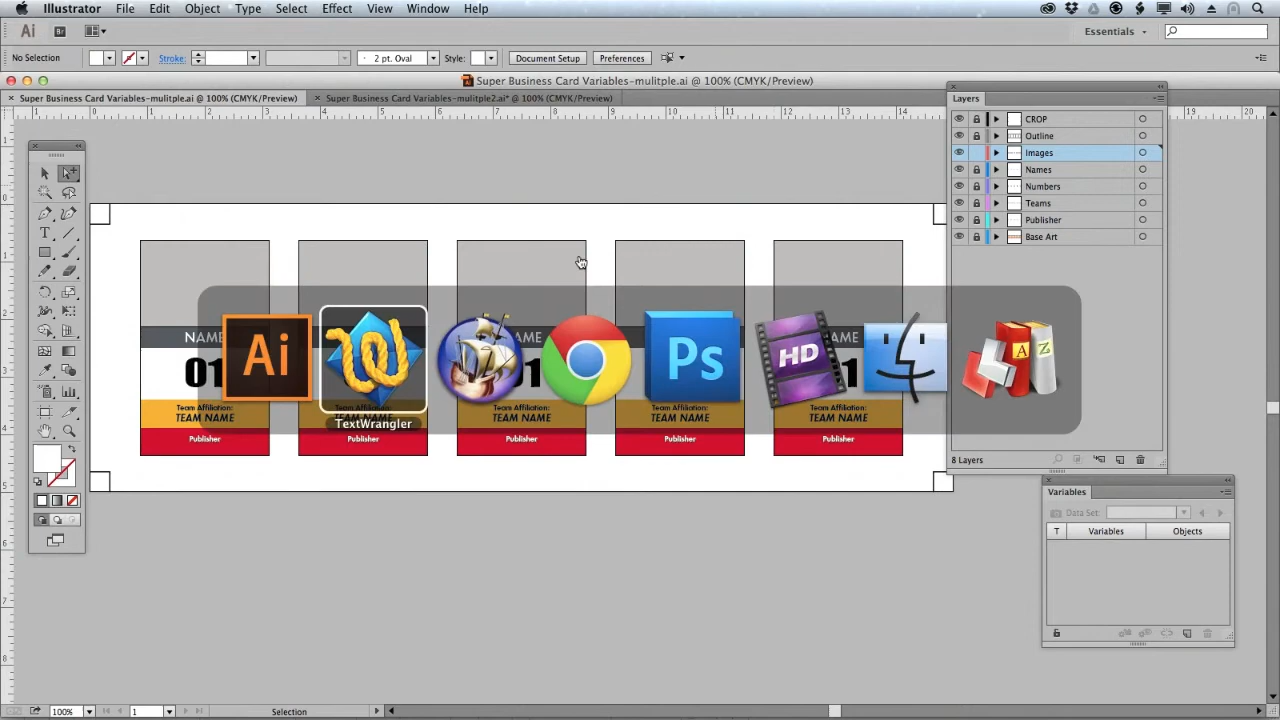 Illustrator File Edit Object Type Select Effect View Window Help
Ai Br Essentials
No Selection Stroke: 2 pt. Oval Style: Document Setup Preferences
Super Business Card Variables-mulitple.ai @ 100% (CMYK/Preview)
Super Business Card Variables-mulitple.ai @ 100% (CMYK/Preview) Super Business Card Variables-mulitple2.ai* @ 100% (CMYK/Preview)
Layers
CROP
Outline
Images
Names
Numbers
Teams
Publisher
Base Art
8 Layers
NAME
01
Team Affiliation: Team Affiliation: Team Affiliation: Team Affiliation: Team Affiliation:
TEAM NAME TEAM NAME TEAM NAME TEAM NAME TEAM NAME
Publisher Publisher Publisher Publisher Publisher
Ai Ps HD A Z
TextWrangler
Variables
Data Set:
T Variables Objects
100% 1 Selection